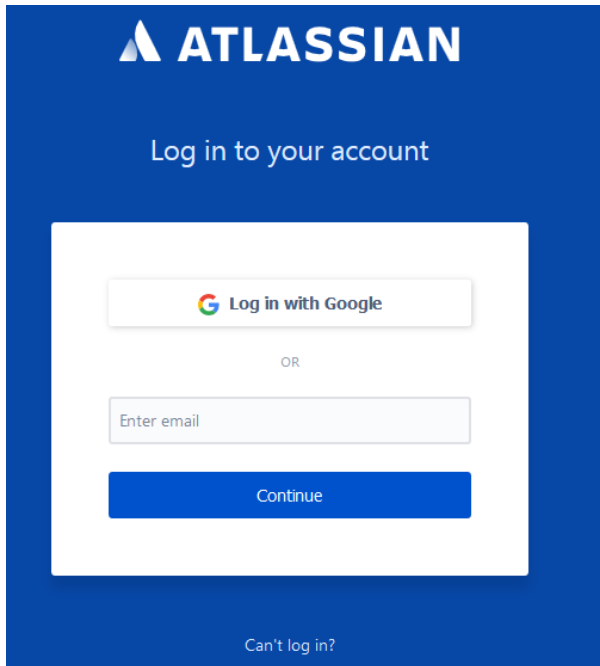 ATLASSIAN
Log in to your account
Log in with Google
OR
Enter email
Continue
Can't log in?